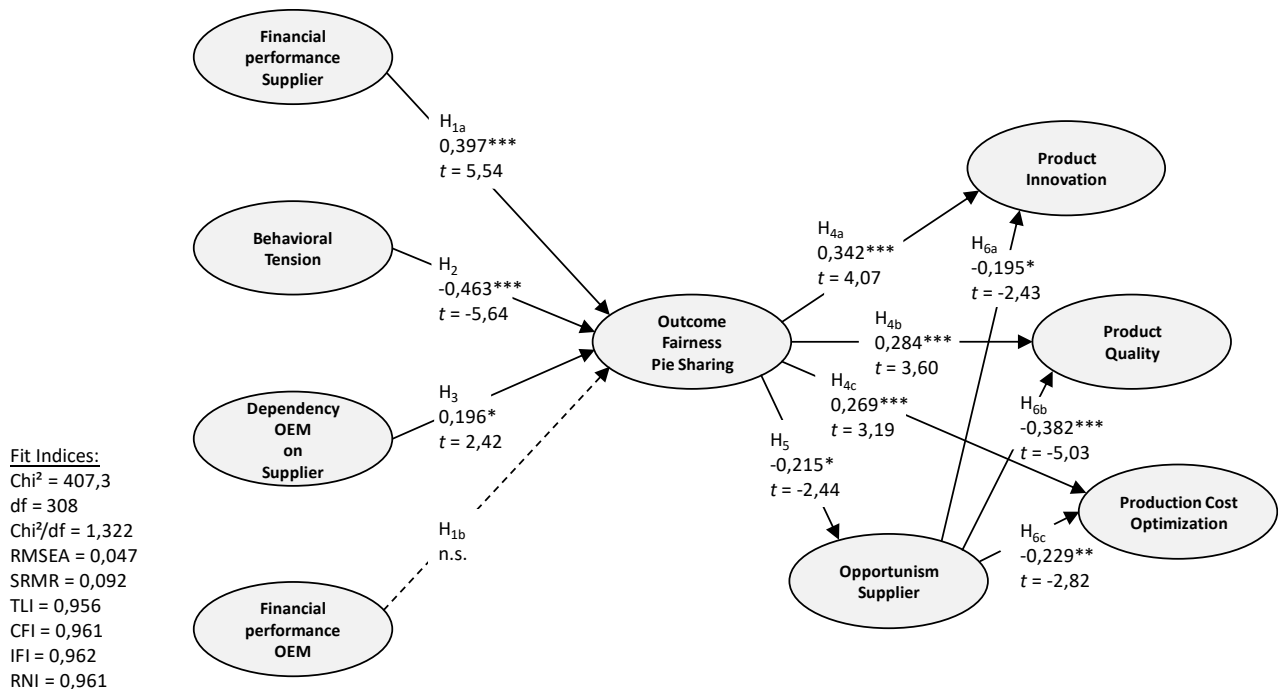 Financial
performance
Supplier
H1a
0,397***
t = 5,54
Behavioral
Tension
H2
-0,463***
t = -5,64
Dependency
OEM
on
Supplier
H3
0,196*
t = 2,42
Financial
performance
OEM
H1b
n.s.
Outcome
Fairness
Pie Sharing
H4a
0,342***
t = 4,07
H4b
0,284***
t = 3,60
H4c
0,269***
t = 3,19
H5
-0,215*
t = -2,44
Opportunism
Supplier
H6a
-0,195*
t = -2,43
H6b
-0,382***
t = -5,03
H6c
-0,229**
t = -2,82
Product
Innovation
Product
Quality
Production Cost
Optimization
Fit Indices:
Chi² = 407,3
df = 308
Chi²/df = 1,322
RMSEA = 0,047
SRMR = 0,092
TLI = 0,956
CFI = 0,961
IFI = 0,962
RNI = 0,961